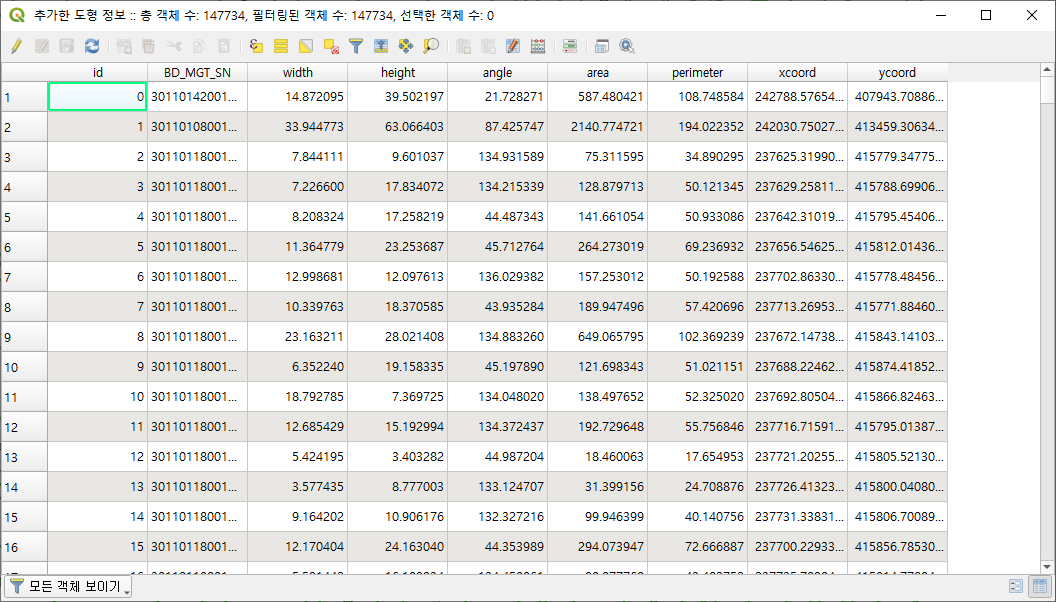 추가한 도형 정보 :: 총 객체 수: 147734, 필터링된 객체 수: 147734, 선택한 객체 수: 0
id BD_MGT_SN width height angle area perimeter xcoord ycoord
1 0 30110142001... 14.872095 39.502197 21.728271 587.480421 108.748584 242788.57654... 407943.70886...
2 1 30110108001... 33.944773 63.066403 87.425747 2140.774721 194.022352 242030.75027... 413459.30634...
3 2 30110118001... 7.844111 9.601037 134.931589 75.311595 34.890295 237625.31990... 415779.34775...
4 3 30110118001... 7.226600 17.834072 134.215339 128.879713 50.121345 237629.25811... 415788.69906...
5 4 30110118001... 8.208324 17.258219 44.487343 141.661054 50.933086 237642.31019... 415795.45406...
6 5 30110118001... 11.364779 23.253687 45.712764 264.273019 69.236932 237656.54625... 415812.01436...
7 6 30110118001... 12.998681 12.097613 136.029382 157.253012 50.192588 237702.86330... 415778.48456...
8 7 30110118001... 10.339763 18.370585 43.935284 189.947496 57.420696 237713.26953... 415771.88460...
9 8 30110118001... 23.163211 28.021408 134.883260 649.065795 102.369239 237672.14738... 415843.14103...
10 9 30110118001... 6.352240 19.158335 45.197890 121.698343 51.021151 237688.22462... 415874.41852...
11 10 30110118001... 18.792785 7.369725 134.048020 138.497652 52.325020 237692.80504... 415866.82463...
12 11 30110118001... 12.685429 15.192994 134.372437 192.729648 55.756846 237716.71591... 415795.01387...
13 12 30110118001... 5.424195 3.403282 44.987204 18.460063 17.654953 237721.20255... 415805.52130...
14 13 30110118001... 3.577435 8.777003 133.124707 31.399156 24.708876 237726.41323... 415800.04080...
15 14 30110118001... 9.164202 10.906176 132.327216 99.946399 40.140756 237731.33831... 415806.70089...
16 15 30110118001... 12.170404 24.163040 44.353989 294.073947 72.666887 237700.22933... 415856.78530...
모든 객체 보이기